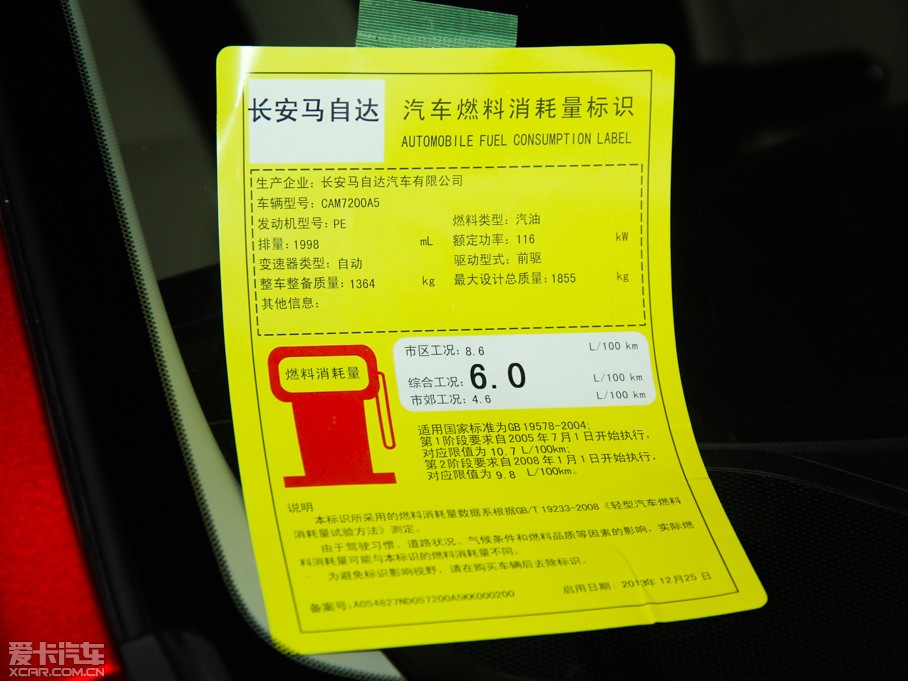 长安马自达
汽车燃料消耗量标识
AUTOMOBILE FUEL CONSUMPTION LABEL
生产企业：长安马自达汽车有限公司
车辆型号：CAM7200A5
发动机型号：PE 燃料类型：汽油
排量：1998 mL 额定功率：116 kW
变速器类型：自动 驱动型式：前驱
整车整备质量：1364 kg 最大设计总质量：1855 kg
其他信息：
燃料消耗量
市区工况：8.6 L/100 km
综合工况：6.0 L/100 km
市郊工况：4.6 L/100 km
适用国家标准为GB 19578-2004;
第1阶段要求自2005年7月1日开始执行，
对应限值为 10.7 L/100km;
第2阶段要求自2008年1月1日开始执行，
对应限值为 9.8 L/100km。
说明
本标识所采用的燃料消耗量数据系根据GB/T 19233-2008《轻型汽车燃料
消耗量试验方法》测定。
由于驾驶习惯、道路状况、气候条件和燃料品质等因素的影响，实际燃
料消耗量可能与本标识的燃料消耗量不同。
为避免标识影响视野，请在购买车辆后去除标识。
备案号：A054827ND057200A5KK000200 启用日期：2013年12月25日
爱卡汽车
XCAR.COM.CN